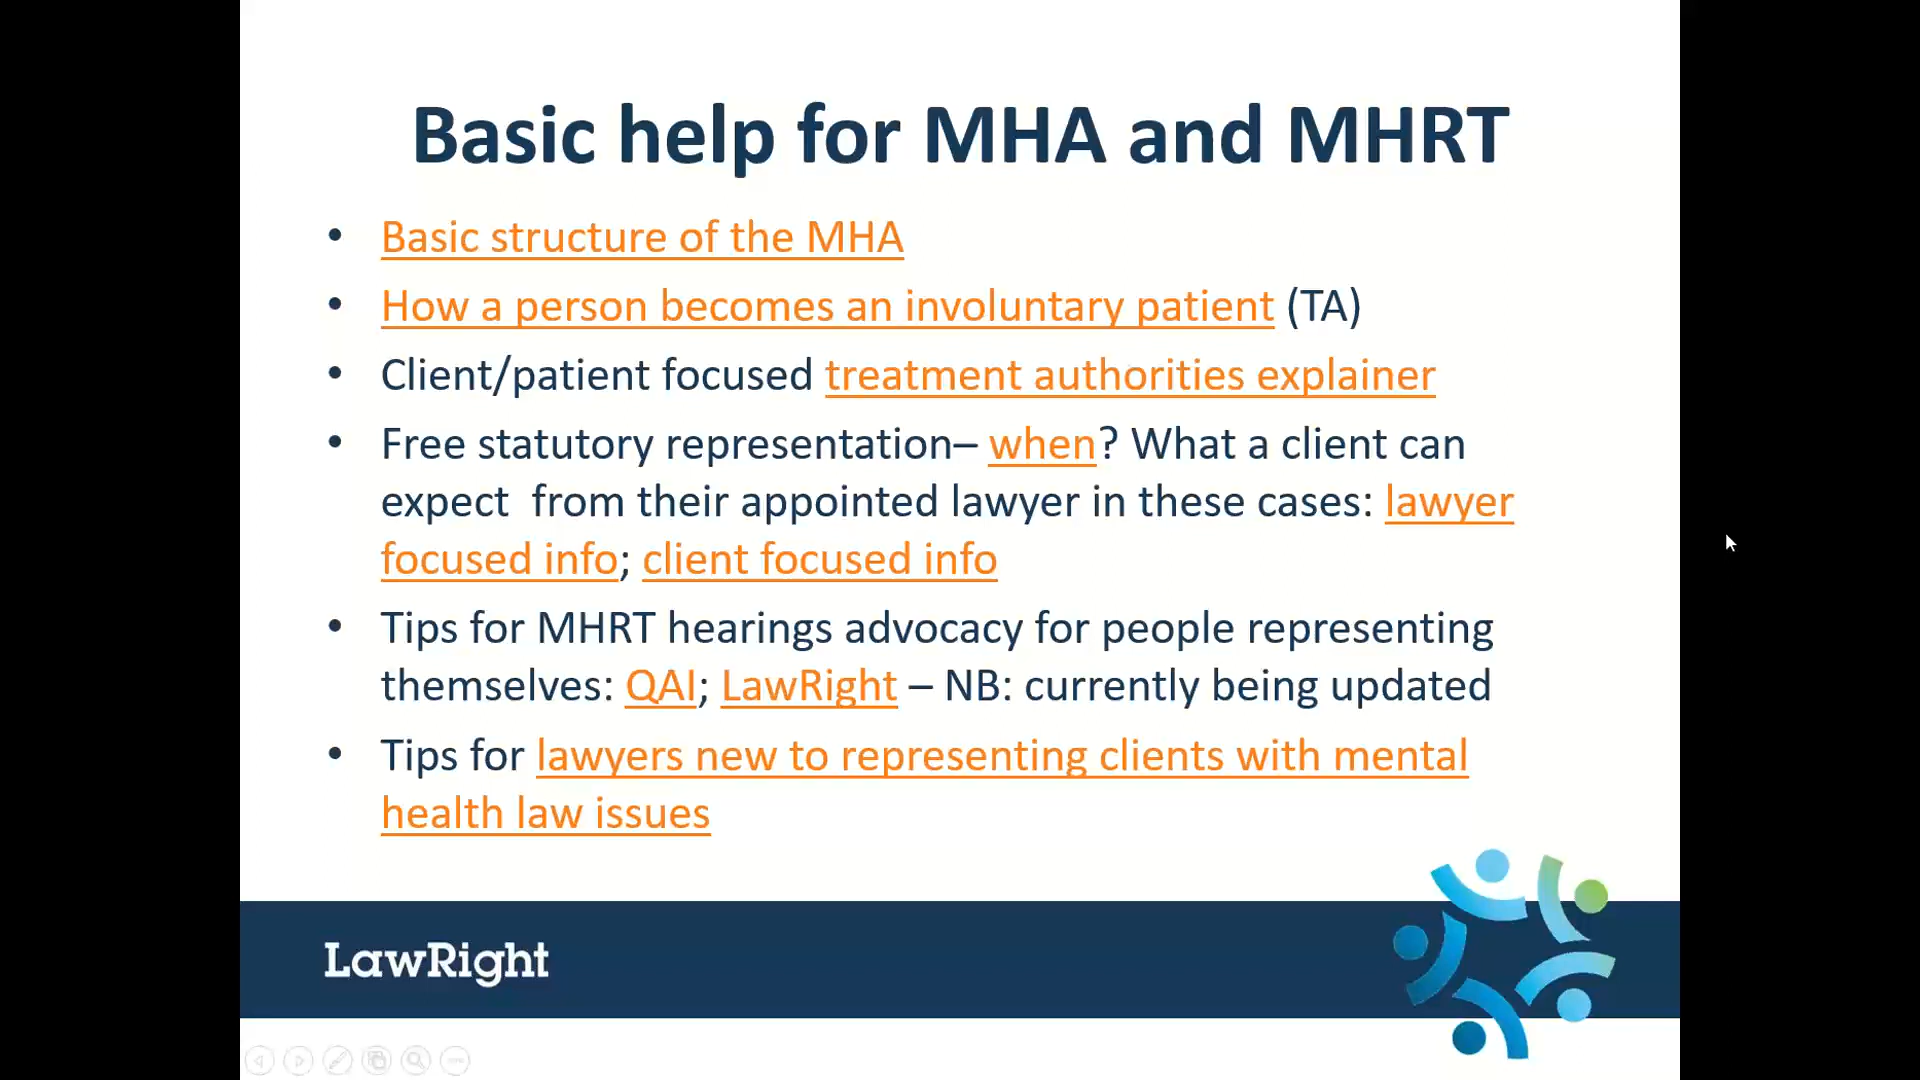 Basic help for MHA and MHRT
• Basic structure of the MHA
• How a person becomes an involuntary patient (TA)
• Client/patient focused treatment authorities explainer
• Free statutory representation– when? What a client can
expect  from their appointed lawyer in these cases: lawyer
focused info; client focused info
• Tips for MHRT hearings advocacy for people representing
themselves: QAI; LawRight – NB: currently being updated
• Tips for lawyers new to representing clients with mental
health law issues
LawRight